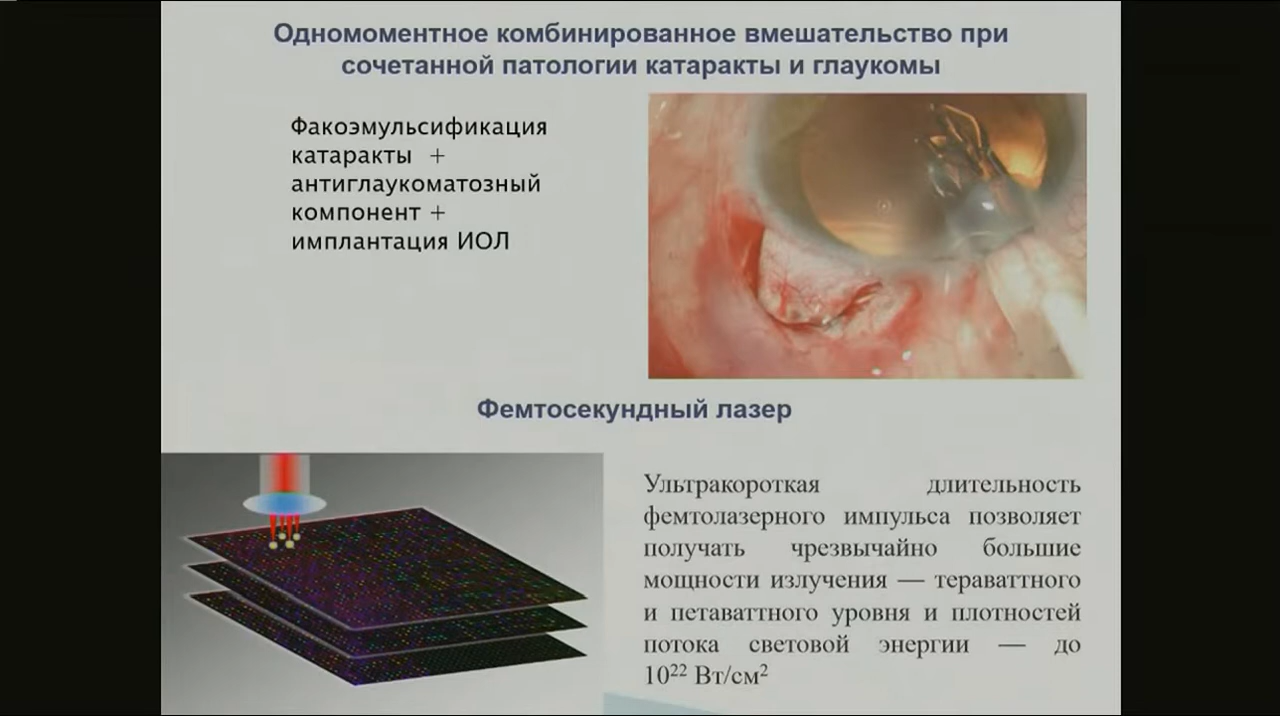 Одномоментное комбинированное вмешательство при
сочетанной патологии катаракты и глаукомы
Факоэмульсификация
катаракты +
антиглаукоматозный
компонент +
имплантация ИОЛ
Фемтосекундный лазер
Ультракороткая длительность
фемтолазерного импульса позволяет
получать чрезвычайно большие
мощности излучения — тераваттного
и петаваттного уровня и плотностей
потока световой энергии — до
10²² Вт/см²